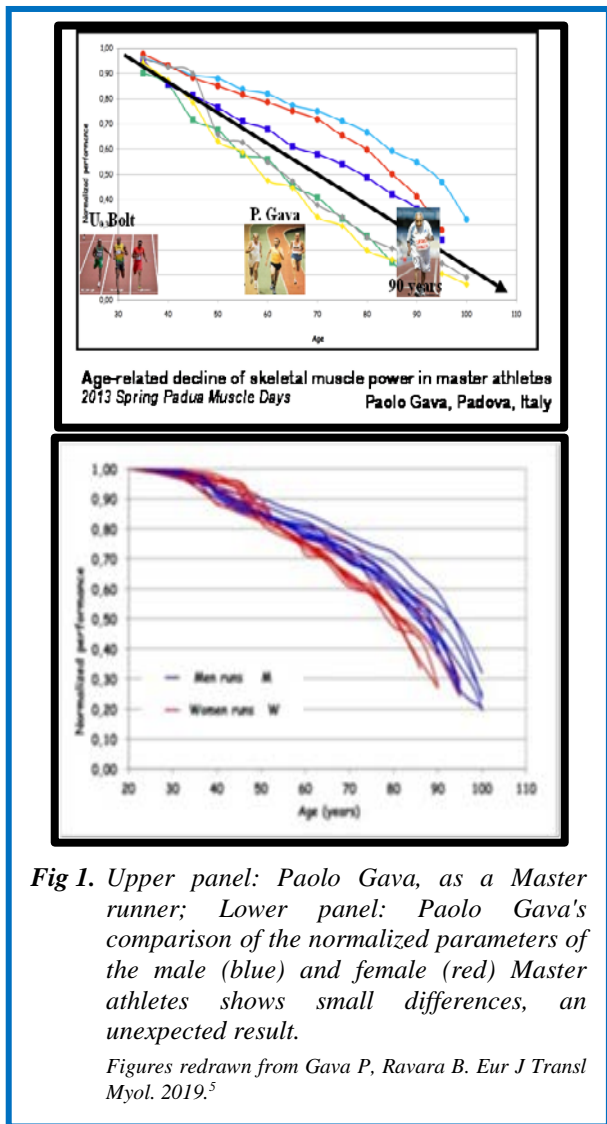 1,00
0,90
0,80
0,70
0,60
0,50
0,40
0,3
0,2
0,1
0,00
Normalized performance
U. Bolt
P. Gava
90 years
30 40 50 60 70 80 90 100 110
Age
Age-related decline of skeletal muscle power in master athletes
2013 Spring Padua Muscle Days Paolo Gava, Padova, Italy
1,00
0,90
0,80
0,70
0,60
0,50
0,40
0,30
0,20
0,10
0,00
Normalized performance
Men runs M
Women runs W
20 30 40 50 60 70 80 90 100 110
Age (years)
Fig 1. Upper panel: Paolo Gava, as a Master
runner; Lower panel: Paolo Gava's
comparison of the normalized parameters of
the male (blue) and female (red) Master
athletes shows small differences, an
unexpected result.
Figures redrawn from Gava P, Ravara B. Eur J Transl
Myol. 2019.5